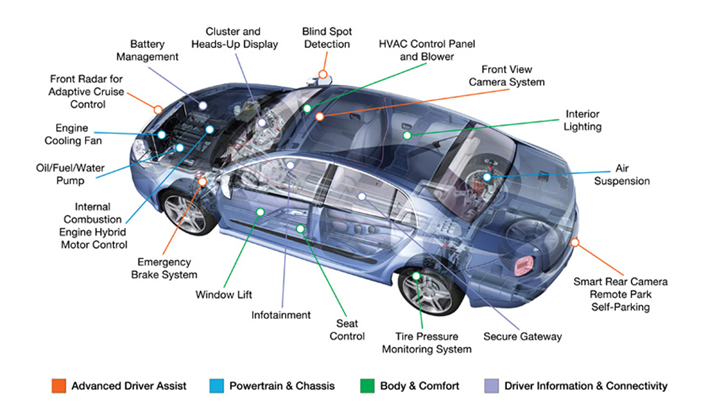 Cluster and
Heads-Up Display
Blind Spot
Detection
Battery
Management
HVAC Control Panel
and Blower
Front View
Camera System
Front Radar for
Adaptive Cruise
Control
Interior
Lighting
Engine
Cooling Fan
Oil/Fuel/Water
Pump
Air
Suspension
Internal
Combustion
Engine Hybrid
Motor Control
Emergency
Brake System
Window Lift
Infotainment
Seat
Control
Tire Pressure
Monitoring System
Secure Gateway
Smart Rear Camera
Remote Park
Self-Parking
Advanced Driver Assist
Powertrain & Chassis
Body & Comfort
Driver Information & Connectivity